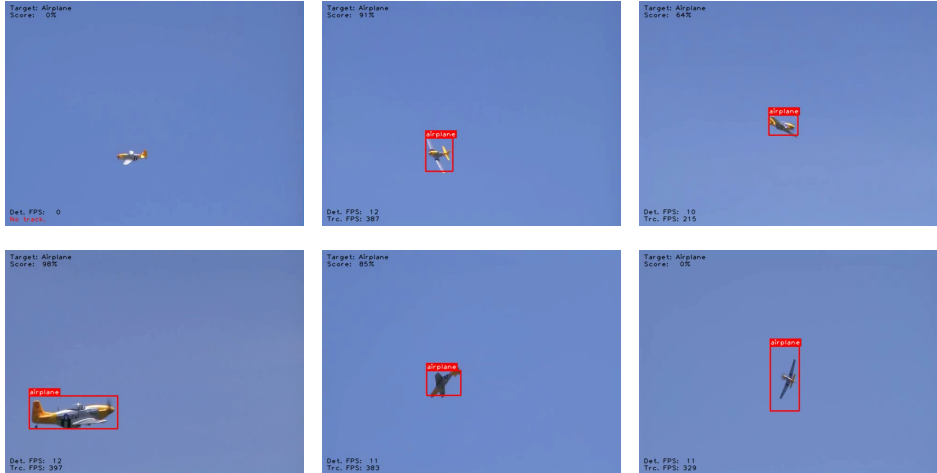 Target: Airplane
Score: 0%
Det. FPS: 0
No track.
Target: Airplane
Score: 91%
airplane
Det. FPS: 12
Trc. FPS: 387
Target: Airplane
Score: 64%
airplane
Det. FPS: 10
Trc. FPS: 215
Target: Airplane
Score: 98%
airplane
Det. FPS: 12
Trc. FPS: 397
Target: Airplane
Score: 85%
airplane
Det. FPS: 11
Trc. FPS: 383
Target: Airplane
Score: 0%
airplane
Det. FPS: 11
Trc. FPS: 329